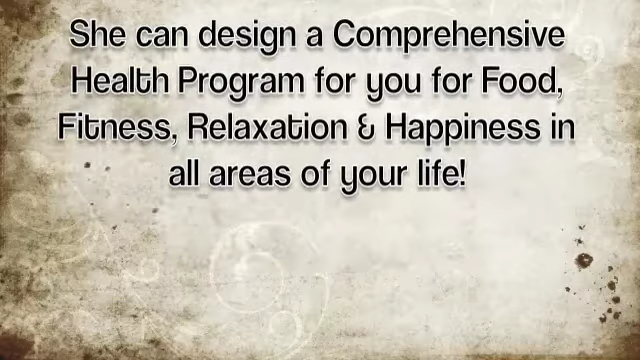 She can design a Comprehensive
Health Program for you for Food,
Fitness, Relaxation & Happiness in
all areas of your life!